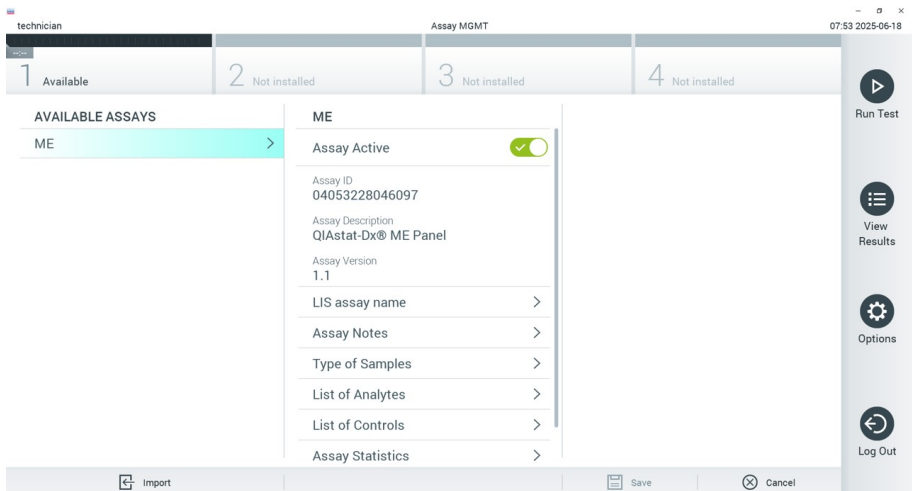 technician
Assay MGMT
07:53 2025-06-18
--:--
1 Available
2 Not installed
3 Not installed
4 Not installed
AVAILABLE ASSAYS
ME
ME
Assay Active
Assay ID
04053228046097
Assay Description
QIAstat-Dx® ME Panel
Assay Version
1.1
LIS assay name
Assay Notes
Type of Samples
List of Analytes
List of Controls
Assay Statistics
Run Test
View
Results
Options
Log Out
Import
Save
Cancel